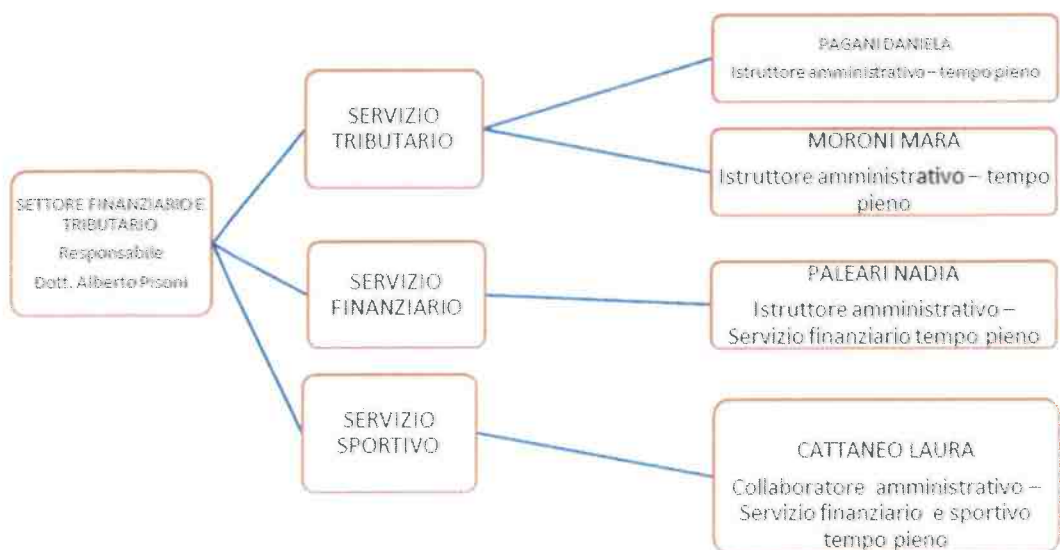 SETTORE FINANZIARIO E
TRIBUTARIO
Responsabile
Dott. Alberto Pisoni
SERVIZIO
TRIBUTARIO
PAGANI DANIELA
Istruttore amministrativo – tempo pieno
MORONI MARA
Istruttore amministrativo – tempo
pieno
SERVIZIO
FINANZIARIO
PALEARI NADIA
Istruttore amministrativo –
Servizio finanziario tempo pieno
SERVIZIO
SPORTIVO
CATTANEO LAURA
Collaboratore amministrativo –
Servizio finanziario e sportivo
tempo pieno